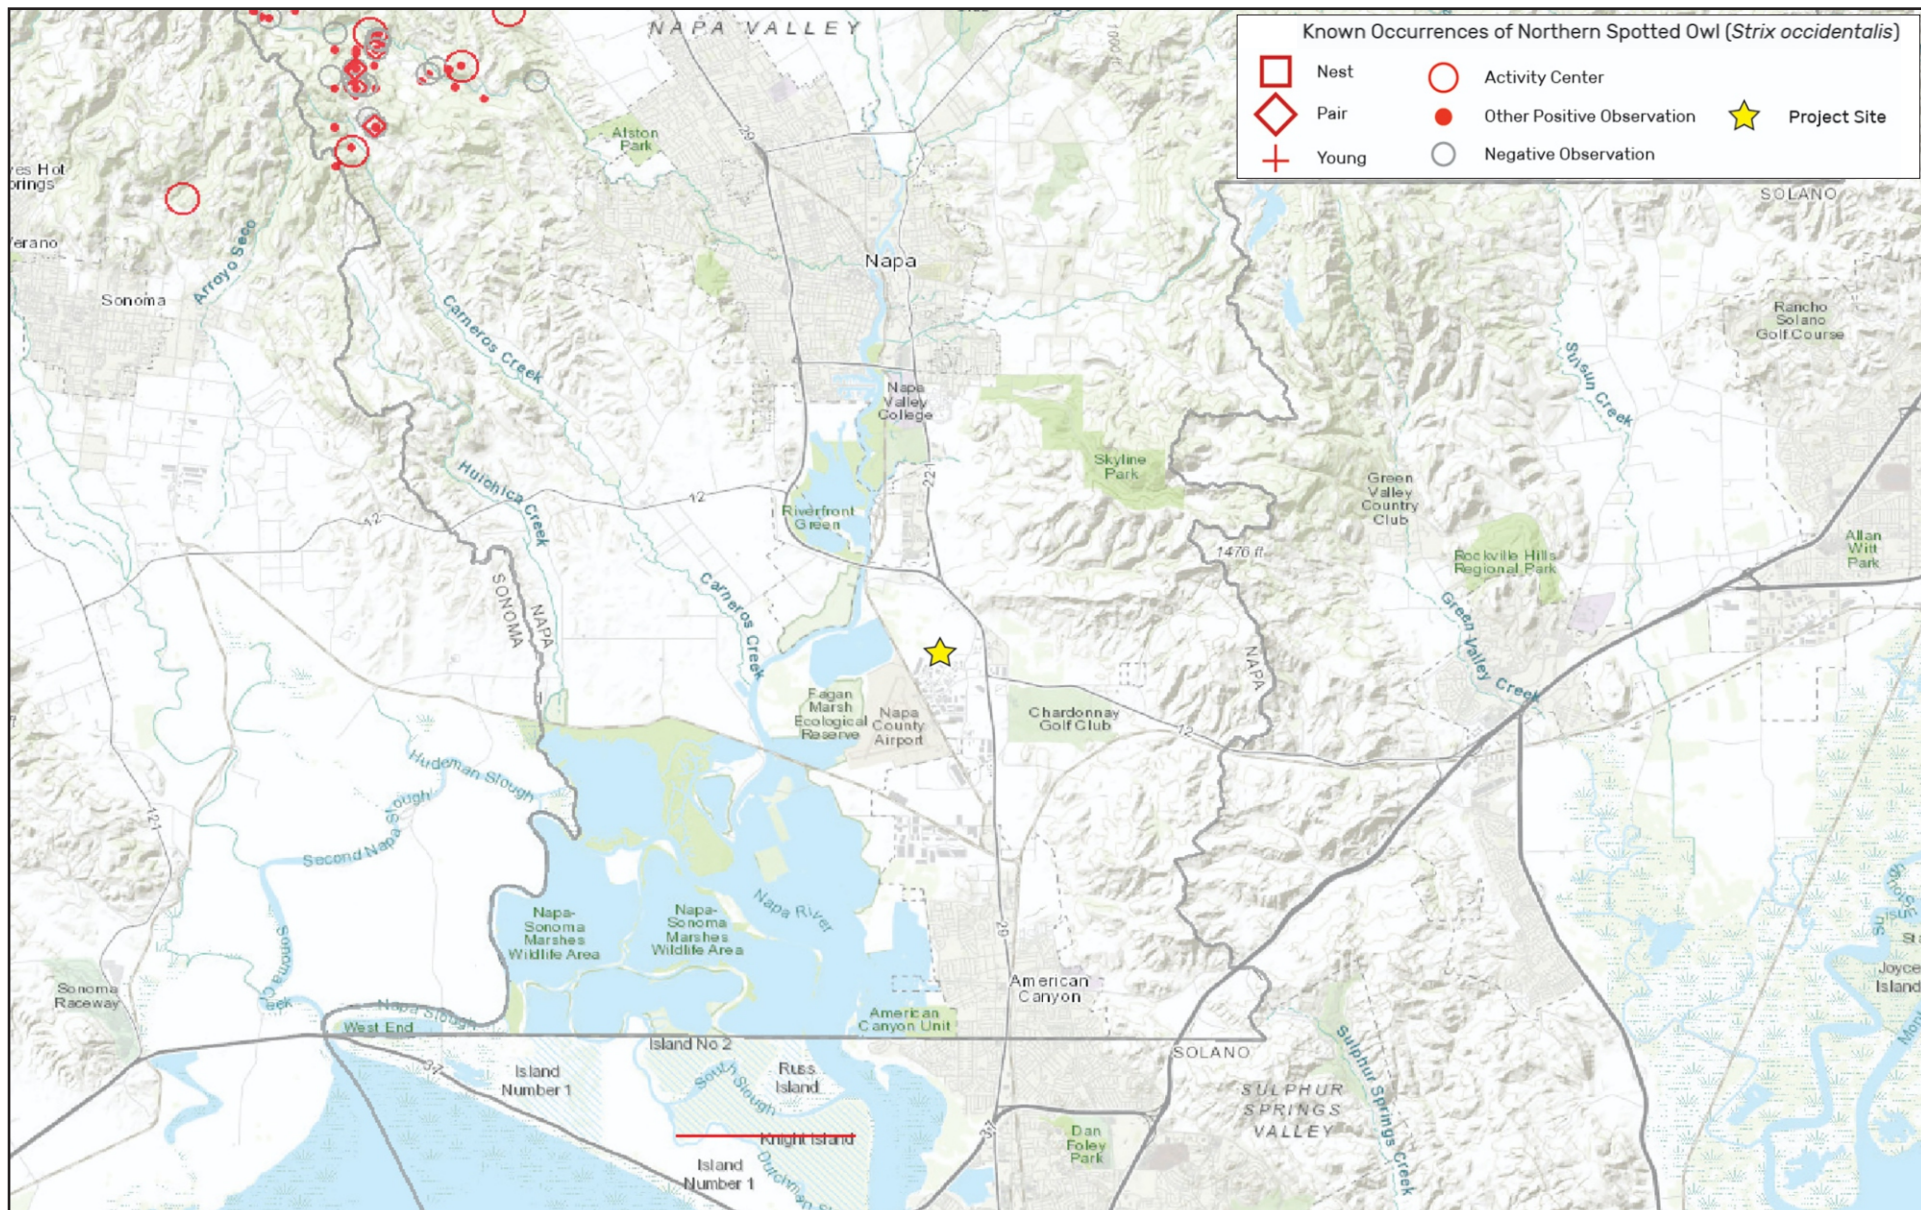 NAPA VALLEY
Known Occurrences of Northern Spotted Owl (Strix occidentalis)
Nest
Activity Center
Pair
Other Positive Observation
Project Site
Young
Negative Observation
29
Alston
Park
SOLANO
Arroyo Seco
Napa
Sonoma
Carneros Creek
Rancho
Solano
Golf Course
Suisun Creek
Napa
Valley
College
Skyline
Park
221
Huichica Creek
12
12
Riverfront
Green
Green
Valley
Country
Club
1476 ft
Rockville Hills
Regional Park
Allan
Witt
Park
SONOMA
NAPA
Carneros Creek
Green Valley Creek
NAPA
Fagan
Marsh
Ecological
Reserve
Napa
County
Airport
Chardonnay
Golf Club
12
Hudeman Slough
121
Second Napa Slough
Napa River
Napa-
Sonoma
Marshes
Wildlife Area
Napa-
Sonoma
Marshes
Wildlife Area
29
Sonoma Creek
Sonoma
Raceway
American
Canyon
Joyce
Island
Napa Slough
West End
American
Canyon Unit
Island No 2
SOLANO
37
Island
Number 1
South Slough
Russ
Island
SULPHUR
SPRINGS
VALLEY
Sulphur Springs Creek
Knight Island
37
Dan
Foley
Park
Island
Number 1